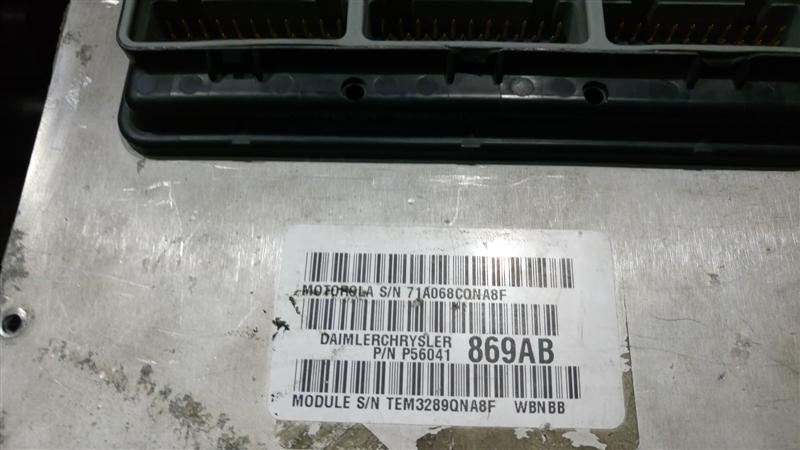 MOTOROLA S/N 71A068CQNA8F
DAIMLERCHRYSLER
P/N P56041 869AB
MODULE S/N TEM3289QNA8F WBNBB